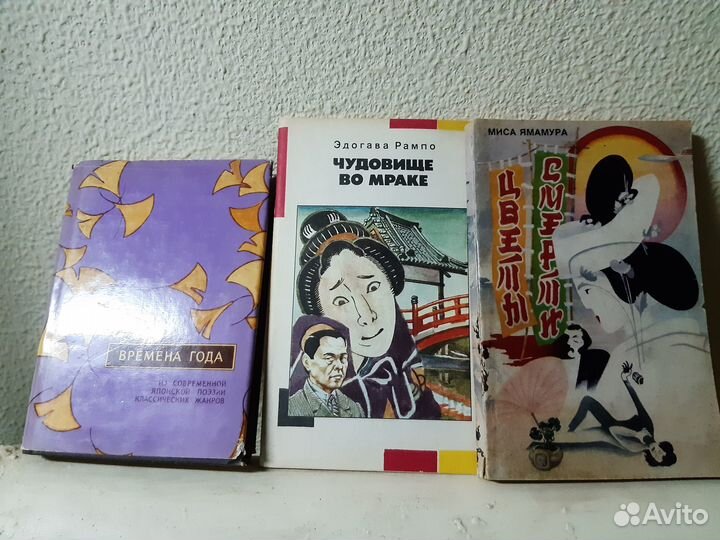 ВРЕМЕНА ГОДА
ИЗ СОВРЕМЕННОЙ
ЯПОНСКОЙ ПОЭЗИИ
КЛАССИЧЕСКИХ ЖАНРОВ
Эдогава Рампо
ЧУДОВИЩЕ
ВО МРАКЕ
МИСА ЯМАМУРА
ЦВЕТЫ
СМЕРТИ
Avito